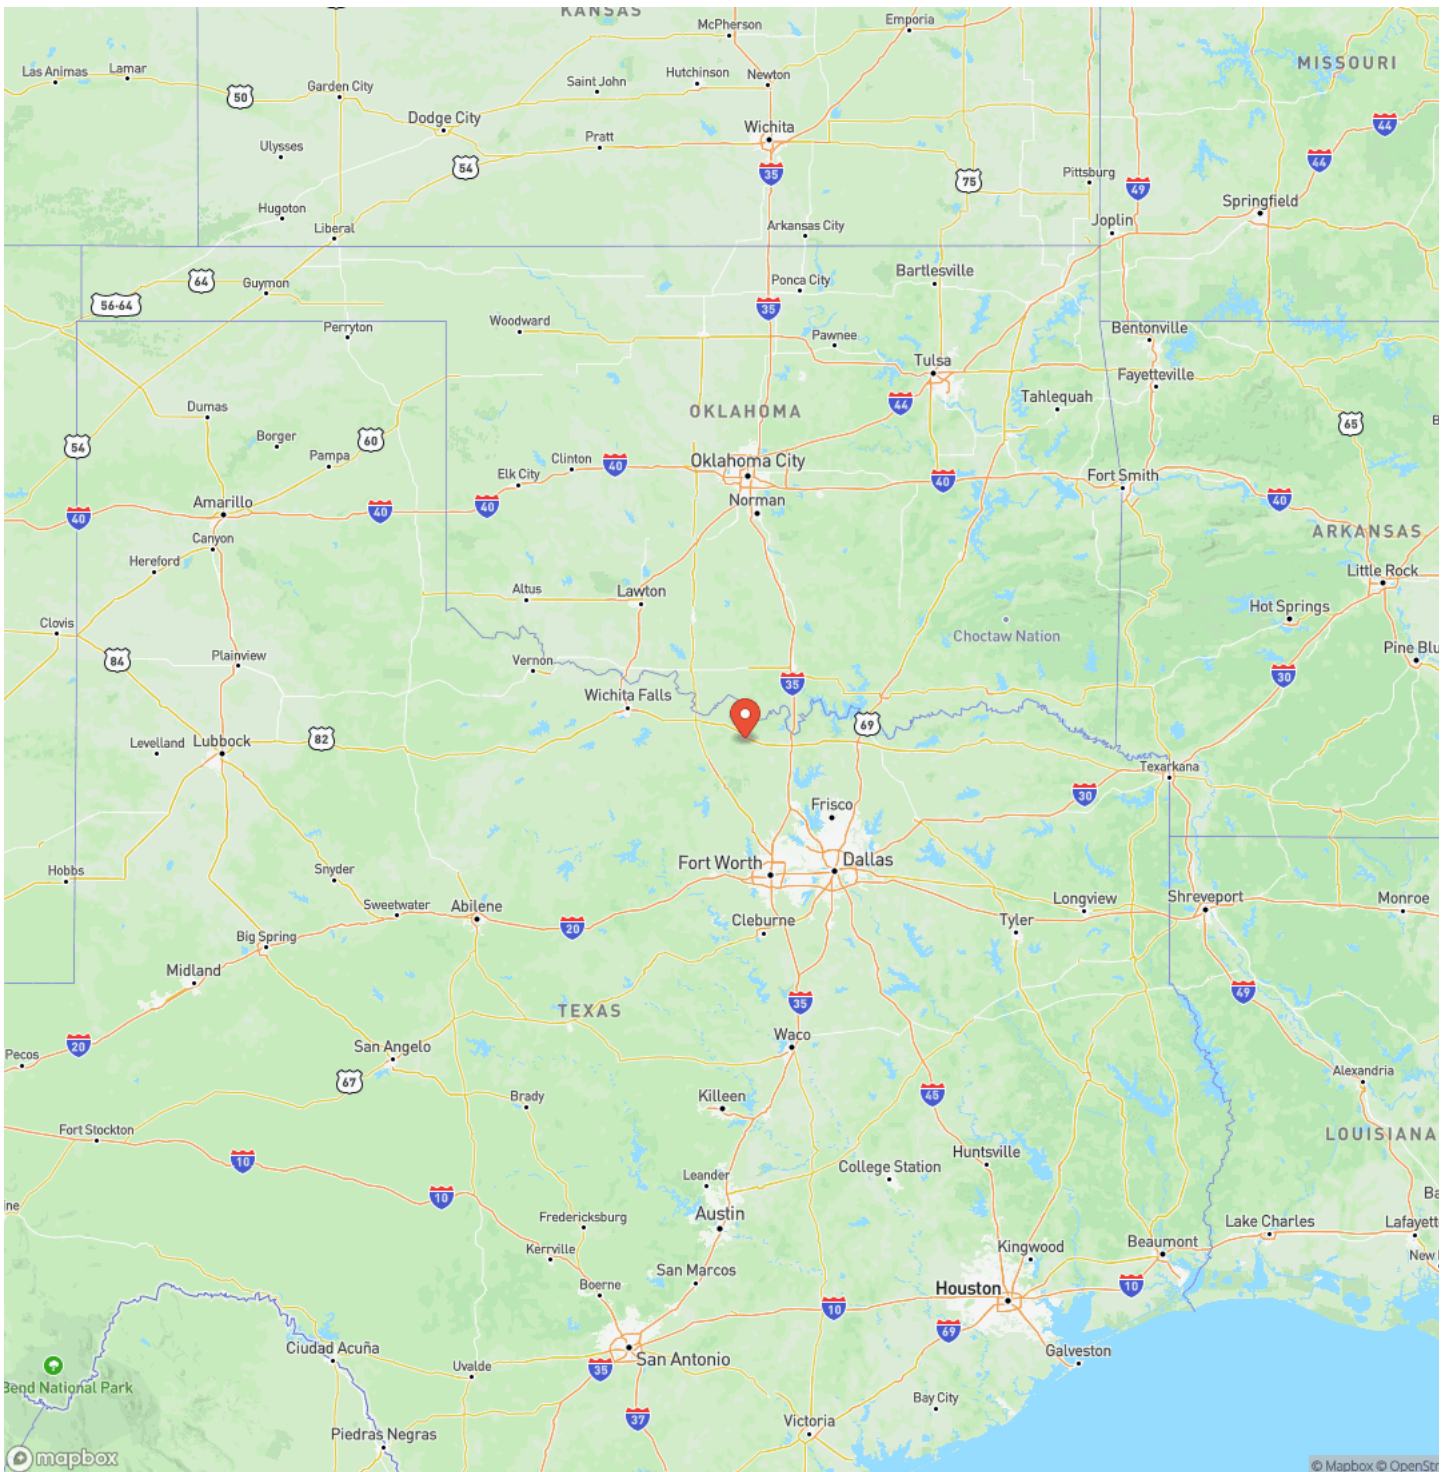 KANSAS
McPherson
Emporia
MISSOURI
Las Animas
Lamar
Garden City
Saint John
Hutchinson
Newton
50
Dodge City
Wichita
44
Ulysses
Pratt
44
54
35
75
Pittsburg
49
Springfield
Hugoton
Liberal
Arkansas City
Joplin
64
Guymon
Ponca City
Bartlesville
56-64
35
Perryton
Woodward
Pawnee
Bentonville
Tulsa
Fayetteville
Dumas
OKLAHOMA
44
Tahlequah
65
54
Borger
60
Pampa
Clinton
40
Oklahoma City
Elk City
40
Fort Smith
Amarillo
40
40
40
Norman
40
ARKANSAS
Canyon
Hereford
Little Rock
Altus
Lawton
Hot Springs
Clovis
Choctaw Nation
84
Plainview
Vernon
Pine Blu
35
30
Wichita Falls
69
Levelland
Lubbock
82
Texarkana
30
Frisco
Fort Worth
Dallas
Hobbs
Snyder
Sweetwater
Abilene
20
Longview
Shreveport
Monroe
Cleburne
Tyler
Big Spring
Midland
35
49
TEXAS
Waco
20
Pecos
San Angelo
67
Alexandria
Brady
Killeen
45
Fort Stockton
LOUISIANA
10
Huntsville
College Station
Leander
10
Ba
ine
Austin
Fredericksburg
Lake Charles
Lafayett
Kerrville
Kingwood
Beaumont
New
Boerne
San Marcos
Houston
10
10
69
Ciudad Acuña
Galveston
Uvalde
35
San Antonio
Bend National Park
Bay City
37
Victoria
Piedras Negras
mapbox
© Mapbox © OpenStr